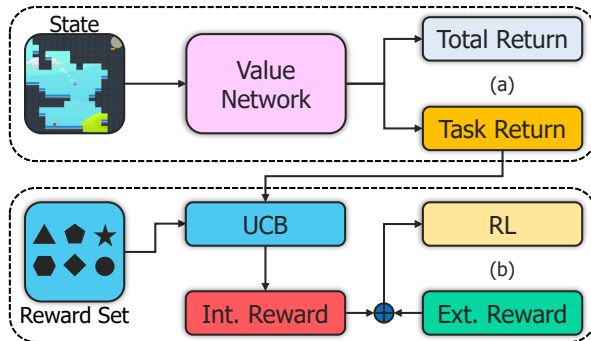 State
Value
Network
Total Return
(a)
Task Return
Reward Set
UCB
RL
(b)
Int. Reward
Ext. Reward